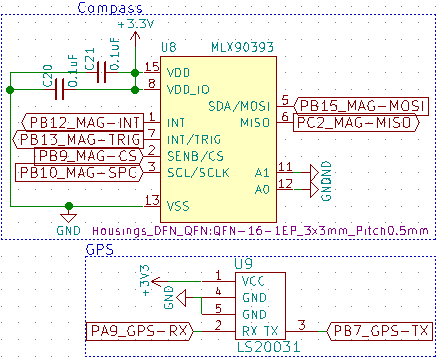 Compass
+3.3V
C20
0.1uF
C21
0.1uF
U8 MLX90393
15 VDD
8 VDD_IO
SDA/MOSI 5 PB15_MAG-MOSI
MISO 6 PC2_MAG-MISO
PB12_MAG-INT 1 INT
PB13_MAG-TRIG 7 INT/TRIG
PB9_MAG-CS 2 SENB/CS
PB10_MAG-SPC 3 SCL/SCLK
A1 11 GND
A0 12 GND
13 VSS
GND
Housings_DFN_QFN:QFN-16-1EP_3x3mm_Pitch0.5mm
GPS
U9
+3V3 1 VCC
GND 4 GND
5 GND
PA9_GPS-RX 2 RX TX 3 PB7_GPS-TX
LS20031